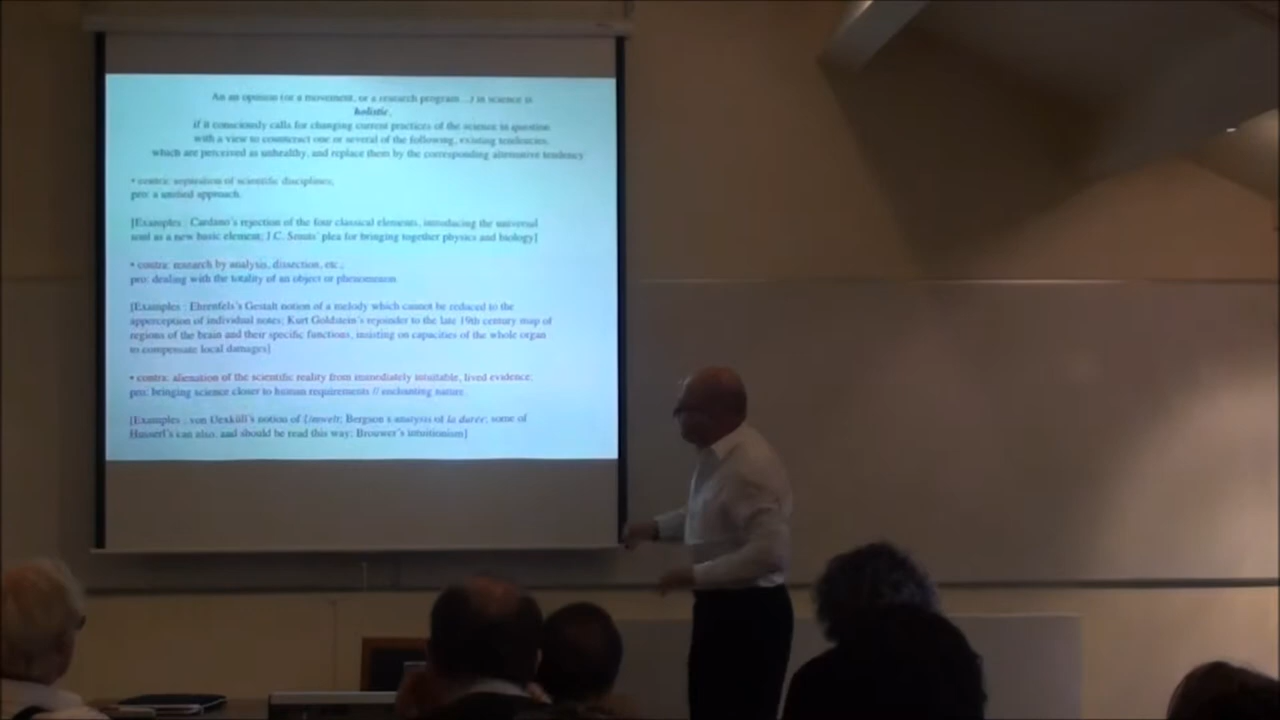 An an opinion (or a movement, or a research program ...) in science is
holistic,
if it consciously calls for changing current practices of the science in question
with a view to counteract one or several of the following, existing tendencies,
which are perceived as unhealthy, and replace them by the corresponding alternative tendency
• contra: separation of scientific disciplines;
pro: a unified approach.
[Examples : Cardano's rejection of the four classical elements, introducing the universal
soul as a new basic element; J.C. Smuts' plea for bringing together physics and biology]
• contra: research by analysis, dissection, etc.;
pro: dealing with the totality of an object or phenomenon.
[Examples : Ehrenfels's Gestalt notion of a melody which cannot be reduced to the
apperception of individual notes; Kurt Goldstein's rejoinder to the late 19th century map of
regions of the brain and their specific functions, insisting on capacities of the whole organ
to compensate local damages]
• contra: alienation of the scientific reality from immediately intuitable, lived evidence;
pro: bringing science closer to human requirements // enchanting nature.
[Examples : von Uexküll's notion of Umwelt; Bergson's analysis of la durée; some of
Husserl's can also, and should be read this way; Brouwer's intuitionism]